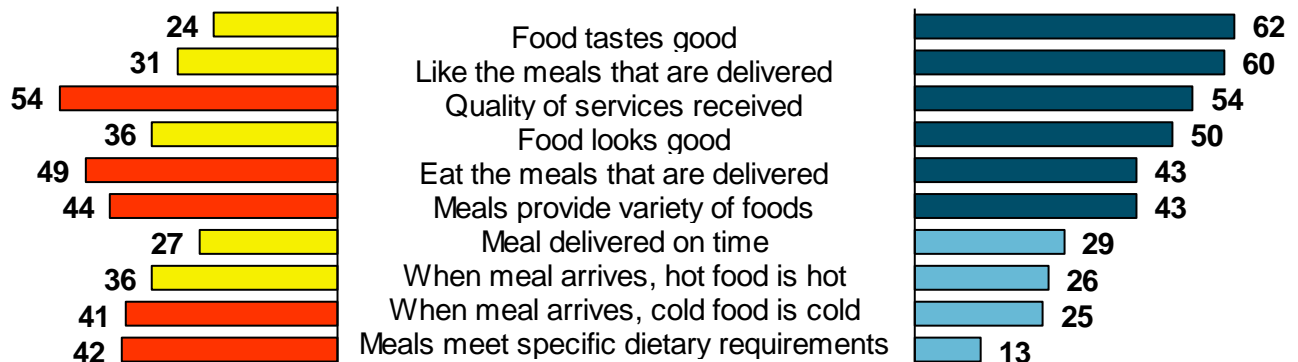 24 Food tastes good 62
31 Like the meals that are delivered 60
54 Quality of services received 54
36 Food looks good 50
49 Eat the meals that are delivered 43
44 Meals provide variety of foods 43
27 Meal delivered on time 29
36 When meal arrives, hot food is hot 26
41 When meal arrives, cold food is cold 25
42 Meals meet specific dietary requirements 13